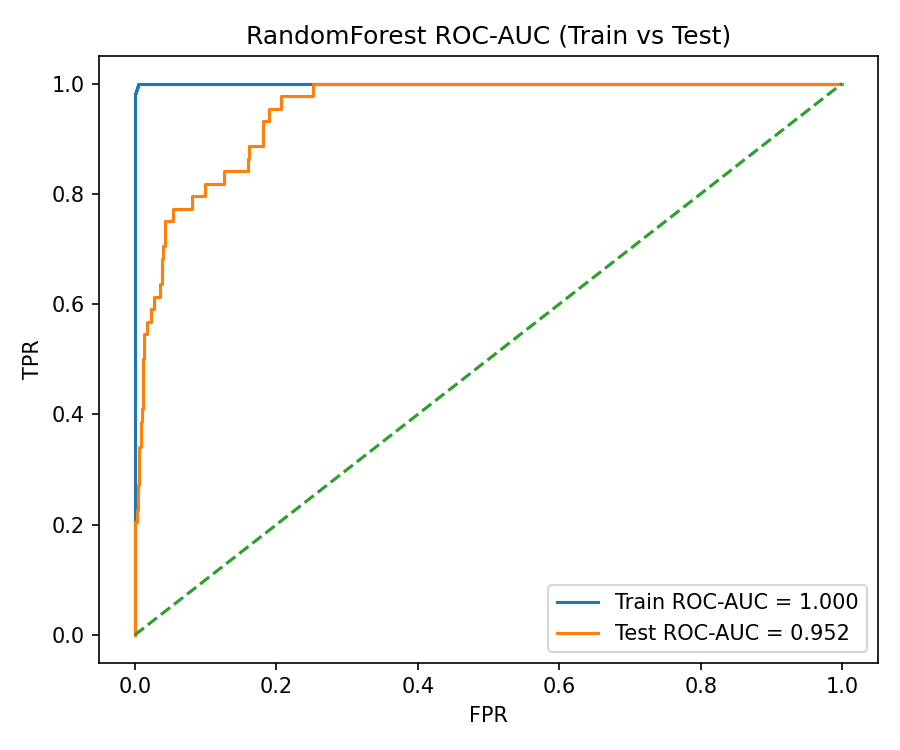 RandomForest ROC-AUC (Train vs Test)
1.0
0.8
0.6
0.4
0.2
0.0
TPR
Train ROC-AUC = 1.000
Test ROC-AUC = 0.952
0.0 0.2 0.4 0.6 0.8 1.0
FPR